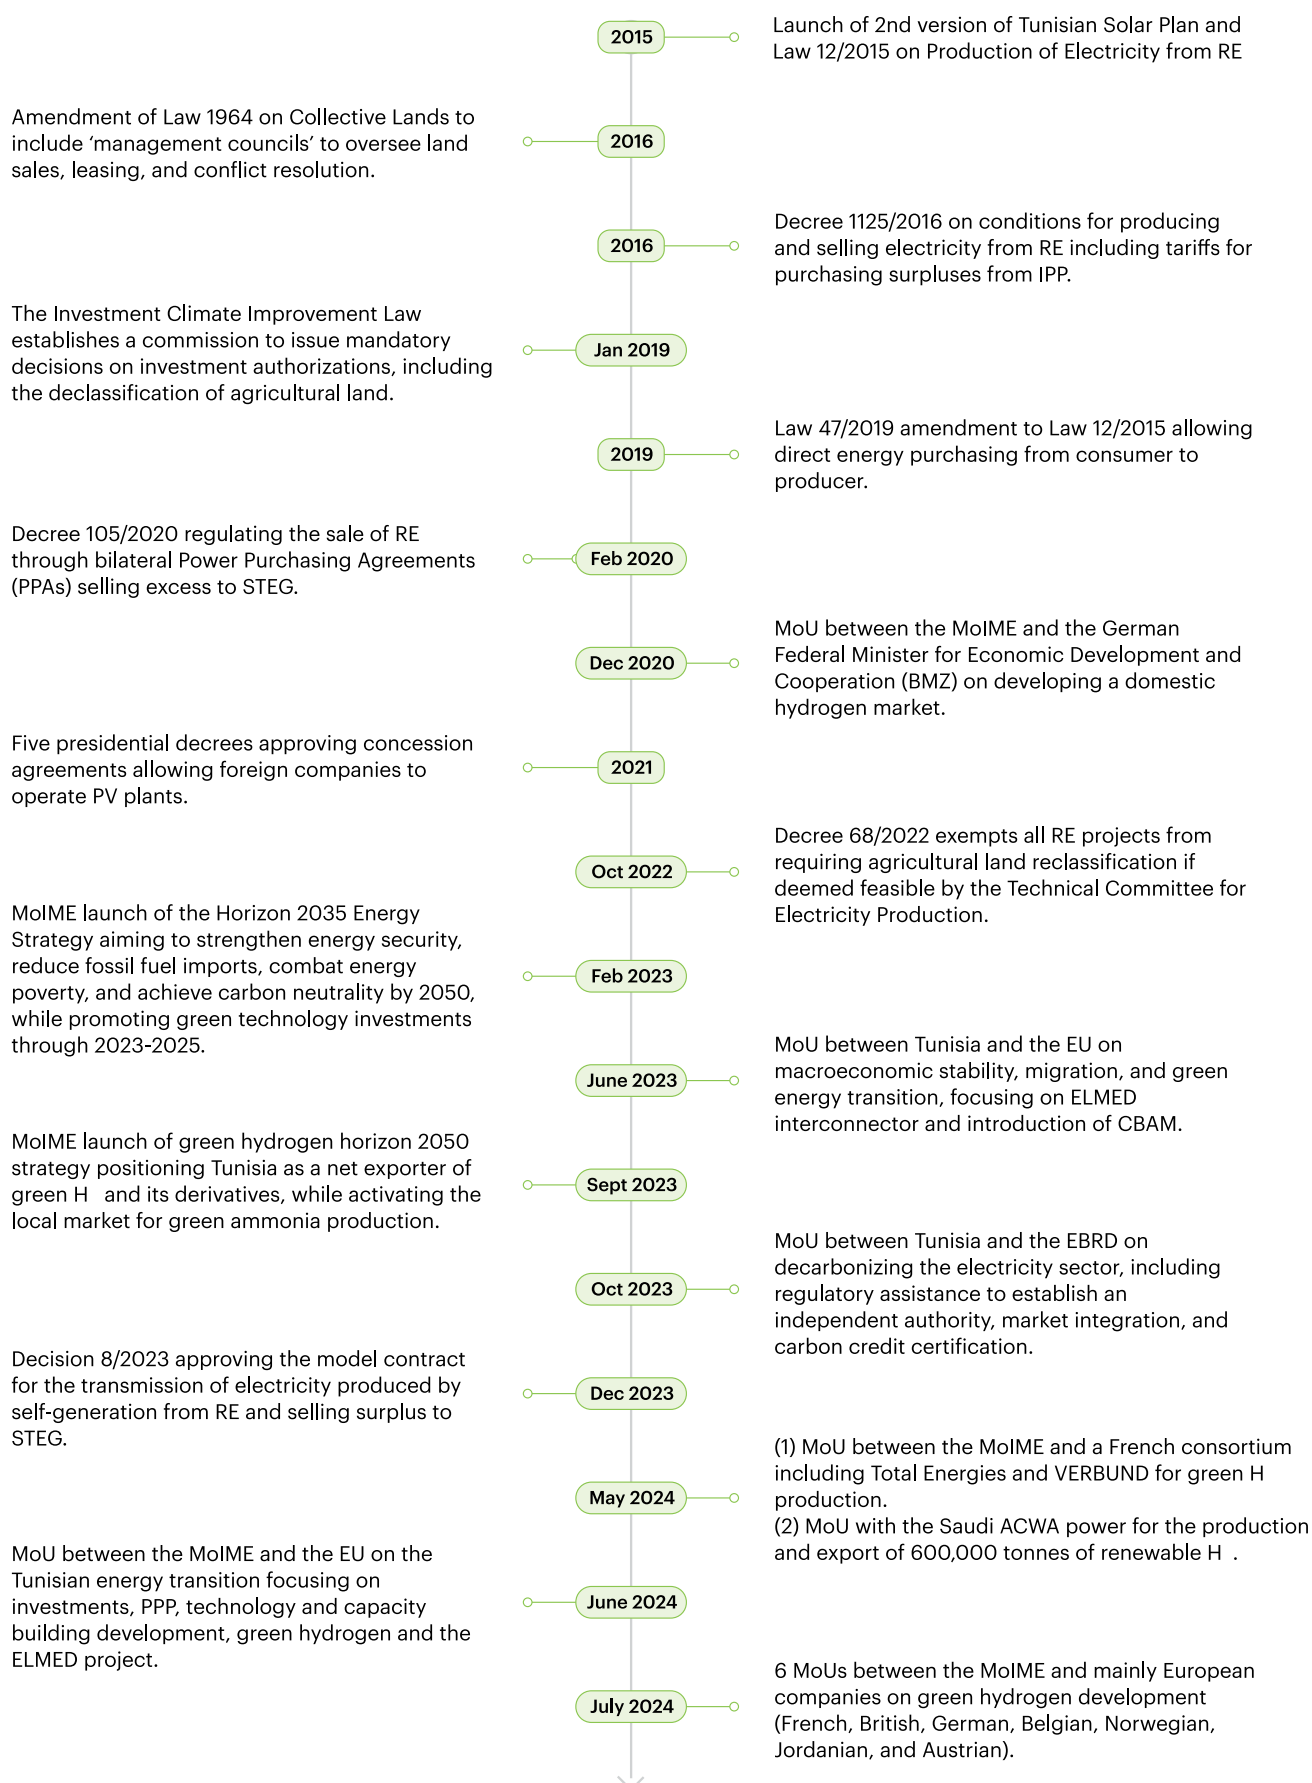 2015
Launch of 2nd version of Tunisian Solar Plan and
Law 12/2015 on Production of Electricity from RE
Amendment of Law 1964 on Collective Lands to
include ‘management councils’ to oversee land
sales, leasing, and conflict resolution.
2016
2016
Decree 1125/2016 on conditions for producing
and selling electricity from RE including tariffs for
purchasing surpluses from IPP.
The Investment Climate Improvement Law
establishes a commission to issue mandatory
decisions on investment authorizations, including
the declassification of agricultural land.
Jan 2019
2019
Law 47/2019 amendment to Law 12/2015 allowing
direct energy purchasing from consumer to
producer.
Decree 105/2020 regulating the sale of RE
through bilateral Power Purchasing Agreements
(PPAs) selling excess to STEG.
Feb 2020
Dec 2020
MoU between the MoIME and the German
Federal Minister for Economic Development and
Cooperation (BMZ) on developing a domestic
hydrogen market.
Five presidential decrees approving concession
agreements allowing foreign companies to
operate PV plants.
2021
Oct 2022
Decree 68/2022 exempts all RE projects from
requiring agricultural land reclassification if
deemed feasible by the Technical Committee for
Electricity Production.
MoIME launch of the Horizon 2035 Energy
Strategy aiming to strengthen energy security,
reduce fossil fuel imports, combat energy
poverty, and achieve carbon neutrality by 2050,
while promoting green technology investments
through 2023-2025.
Feb 2023
June 2023
MoU between Tunisia and the EU on
macroeconomic stability, migration, and green
energy transition, focusing on ELMED
interconnector and introduction of CBAM.
MoIME launch of green hydrogen horizon 2050
strategy positioning Tunisia as a net exporter of
green H and its derivatives, while activating the
local market for green ammonia production.
Sept 2023
Oct 2023
MoU between Tunisia and the EBRD on
decarbonizing the electricity sector, including
regulatory assistance to establish an
independent authority, market integration, and
carbon credit certification.
Decision 8/2023 approving the model contract
for the transmission of electricity produced by
self-generation from RE and selling surplus to
STEG.
Dec 2023
May 2024
(1) MoU between the MoIME and a French consortium
including Total Energies and VERBUND for green H
production.
(2) MoU with the Saudi ACWA power for the production
and export of 600,000 tonnes of renewable H .
MoU between the MoIME and the EU on the
Tunisian energy transition focusing on
investments, PPP, technology and capacity
building development, green hydrogen and the
ELMED project.
June 2024
July 2024
6 MoUs between the MoIME and mainly European
companies on green hydrogen development
(French, British, German, Belgian, Norwegian,
Jordanian, and Austrian).